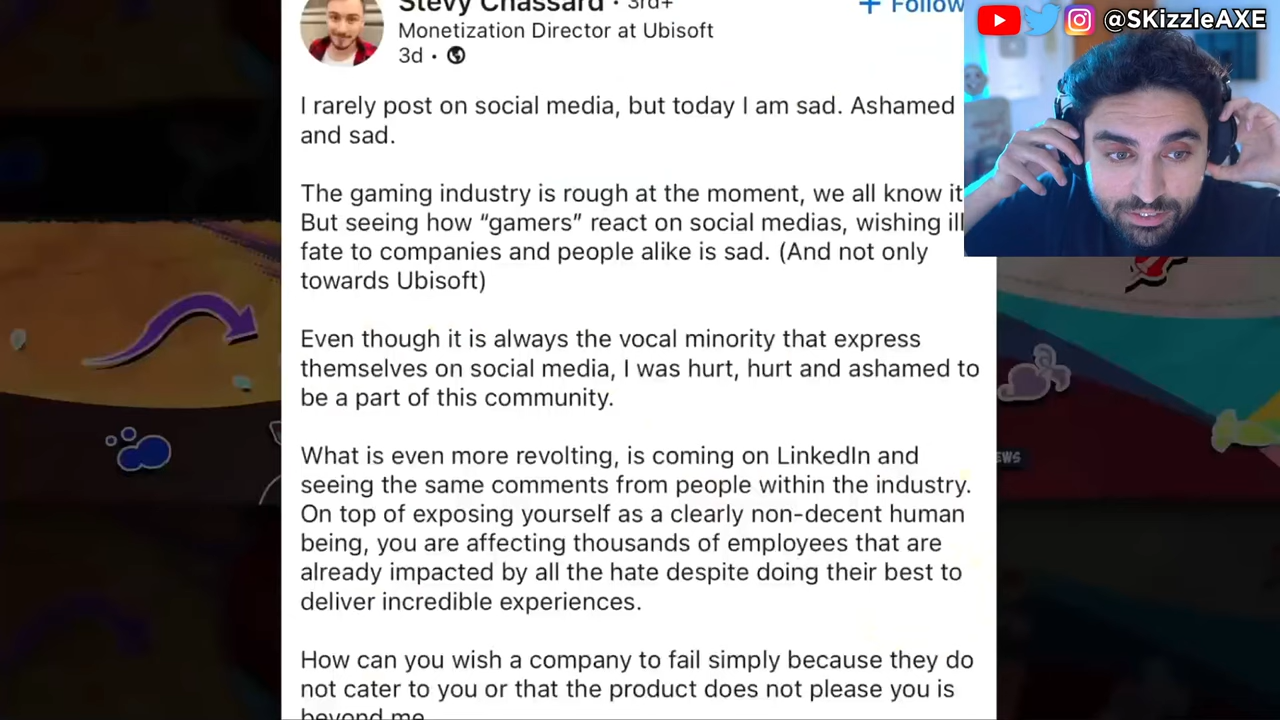 Stevy Chassard · 3rd+
+ Follow
Monetization Director at Ubisoft
3d ·
@SKizzleAXE
I rarely post on social media, but today I am sad. Ashamed
and sad.
The gaming industry is rough at the moment, we all know it
But seeing how “gamers” react on social medias, wishing ill
fate to companies and people alike is sad. (And not only
towards Ubisoft)
Even though it is always the vocal minority that express
themselves on social media, I was hurt, hurt and ashamed to
be a part of this community.
What is even more revolting, is coming on LinkedIn and
seeing the same comments from people within the industry.
On top of exposing yourself as a clearly non-decent human
being, you are affecting thousands of employees that are
already impacted by all the hate despite doing their best to
deliver incredible experiences.
How can you wish a company to fail simply because they do
not cater to you or that the product does not please you is
beyond me
EWS